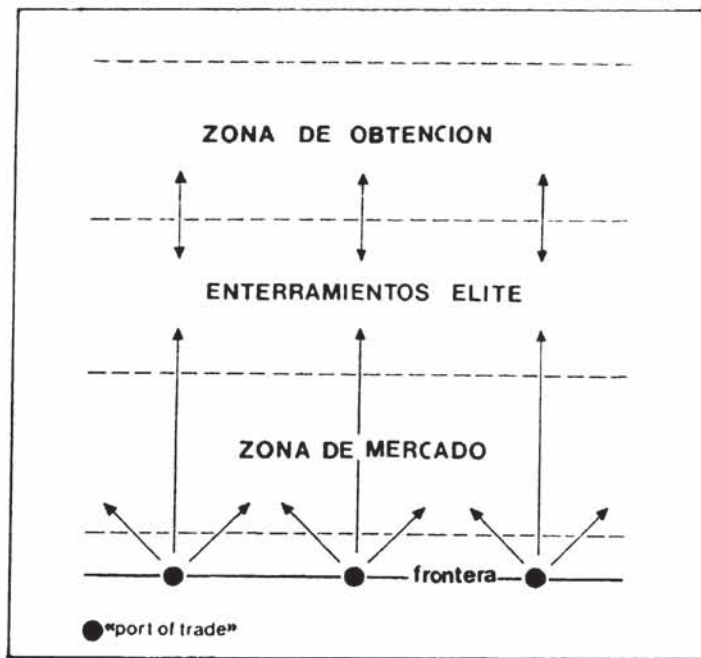 ZONA DE OBTENCION
ENTERRAMIENTOS ELITE
ZONA DE MERCADO
frontera
«port of trade»